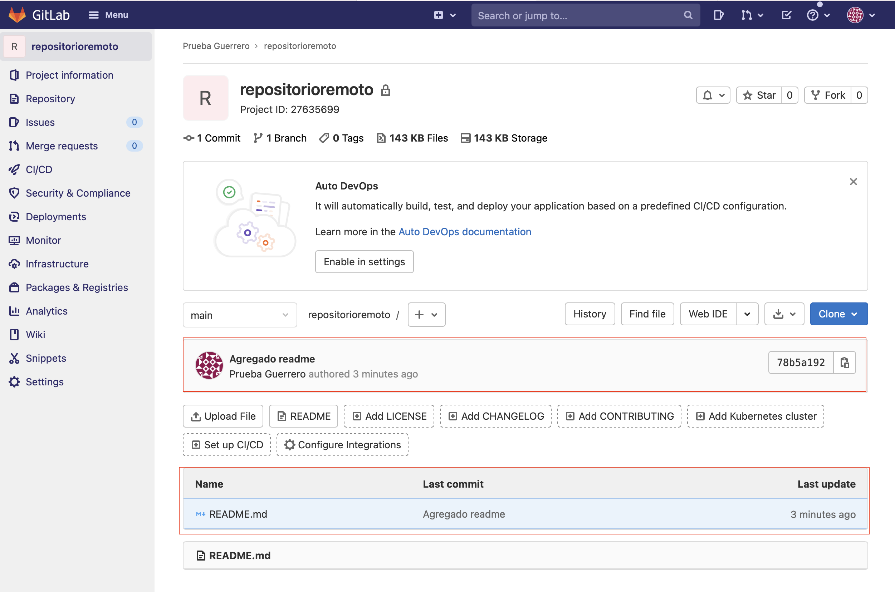 GitLab Menu Search or jump to...
R repositorioremoto
Project information
Repository
Issues 0
Merge requests 0
CI/CD
Security & Compliance
Deployments
Monitor
Infrastructure
Packages & Registries
Analytics
Wiki
Snippets
Settings
Prueba Guerrero > repositorioremoto
R
repositorioremoto
Project ID: 27635699
Star 0 Fork 0
1 Commit 1 Branch 0 Tags 143 KB Files 143 KB Storage
Auto DevOps
It will automatically build, test, and deploy your application based on a predefined CI/CD configuration.
Learn more in the Auto DevOps documentation
Enable in settings
main repositorioremoto / + History Find file Web IDE Clone
Agregado readme
Prueba Guerrero authored 3 minutes ago
78b5a192
Upload File README Add LICENSE Add CHANGELOG Add CONTRIBUTING Add Kubernetes cluster
Set up CI/CD Configure Integrations
Name Last commit Last update
M↓ README.md Agregado readme 3 minutes ago
README.md